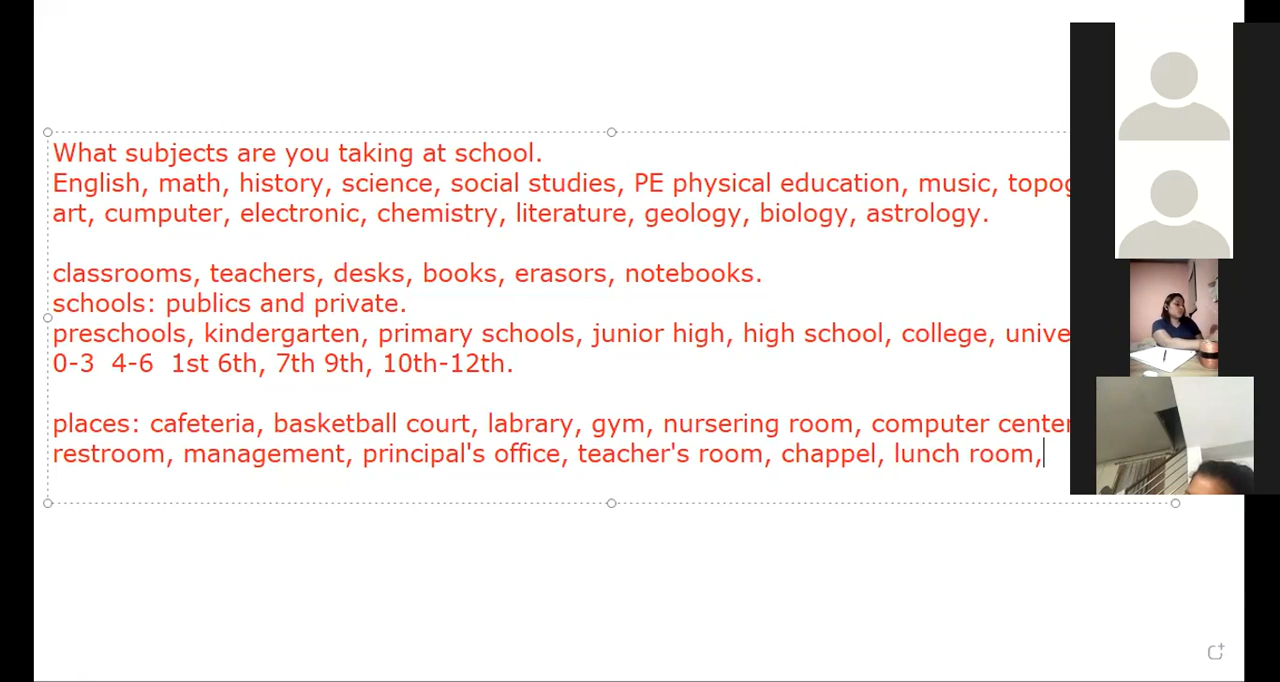 What subjects are you taking at school.
English, math, history, science, social studies, PE physical education, music,
art, cumputer, electronic, chemistry, literature, geology, biology, astrology.
classrooms, teachers, desks, books, erasors, notebooks.
schools: publics and private.
preschools, kindergarten, primary schools, junior high, high school, college,
0-3 4-6 1st 6th, 7th 9th, 10th-12th.
places: cafeteria, basketball court, labrary, gym, nursering room, computer center
restroom, management, principal's office, teacher's room, chappel, lunch room,